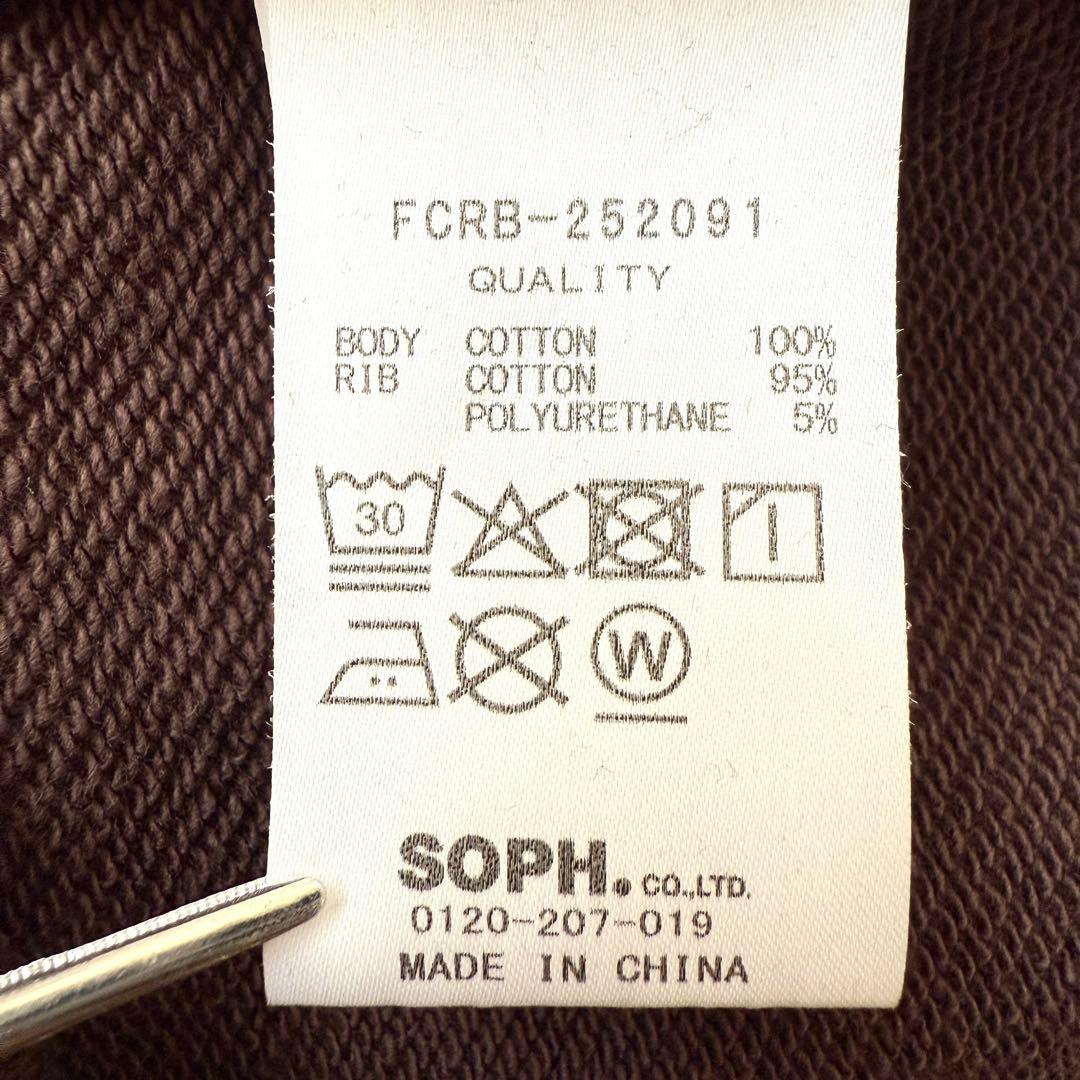 FCRB-252091
QUALITY
BODY COTTON 100%
RIB COTTON 95%
POLYURETHANE 5%
30
W
SOPH. CO.,LTD.
0120-207-019
MADE IN CHINA